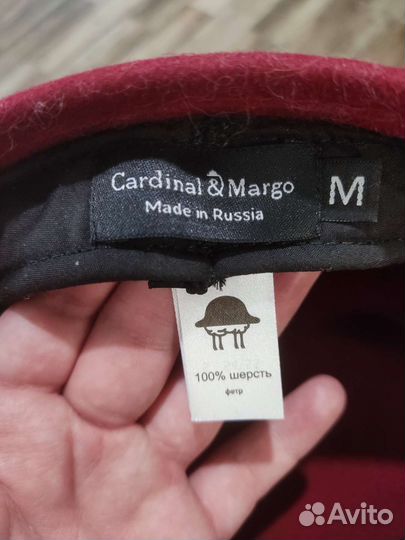 Cardinal & Margo
Made in Russia
M
100% шерсть
фетр
Avito